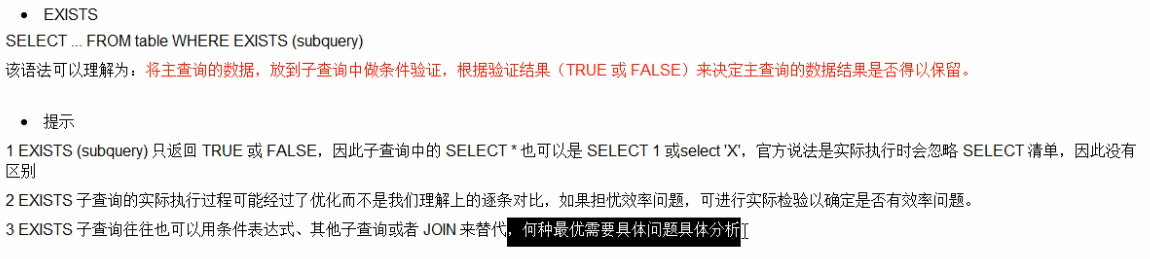 • EXISTS
SELECT ... FROM table WHERE EXISTS (subquery)
该语法可以理解为：将主查询的数据，放到子查询中做条件验证，根据验证结果（TRUE 或 FALSE）来决定主查询的数据结果是否得以保留。
• 提示
1 EXISTS (subquery) 只返回 TRUE 或 FALSE，因此子查询中的 SELECT * 也可以是 SELECT 1 或select 'X'，官方说法是实际执行时会忽略 SELECT 清单，因此没有
区别
2 EXISTS 子查询的实际执行过程可能经过了优化而不是我们理解上的逐条对比，如果担忧效率问题，可进行实际检验以确定是否有效率问题。
3 EXISTS 子查询往往也可以用条件表达式、其他子查询或者 JOIN 来替代，何种最优需要具体问题具体分析